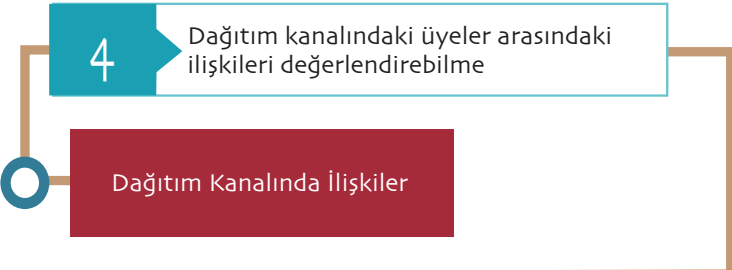 4
Dağıtım kanalındaki üyeler arasındaki
ilişkileri değerlendirebilme
Dağıtım Kanalında İlişkiler